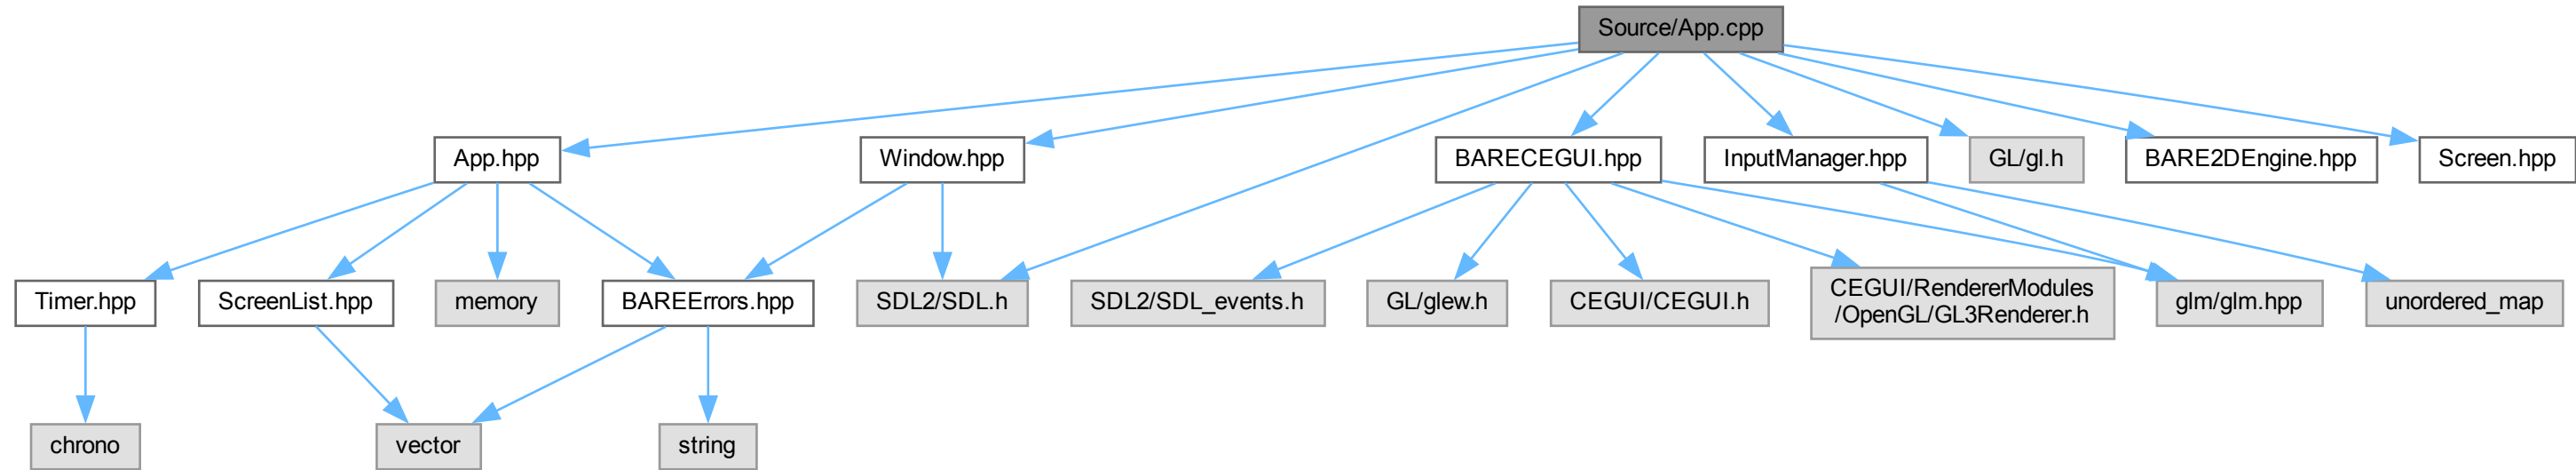 Source/App.cpp
App.hpp
Window.hpp
BARECEGUI.hpp
InputManager.hpp
GL/gl.h
BARE2DEngine.hpp
Screen.hpp
Timer.hpp
ScreenList.hpp
memory
BAREErrors.hpp
SDL2/SDL.h
SDL2/SDL_events.h
GL/glew.h
CEGUI/CEGUI.h
CEGUI/RendererModules
/OpenGL/GL3Renderer.h
glm/glm.hpp
unordered_map
chrono
vector
string